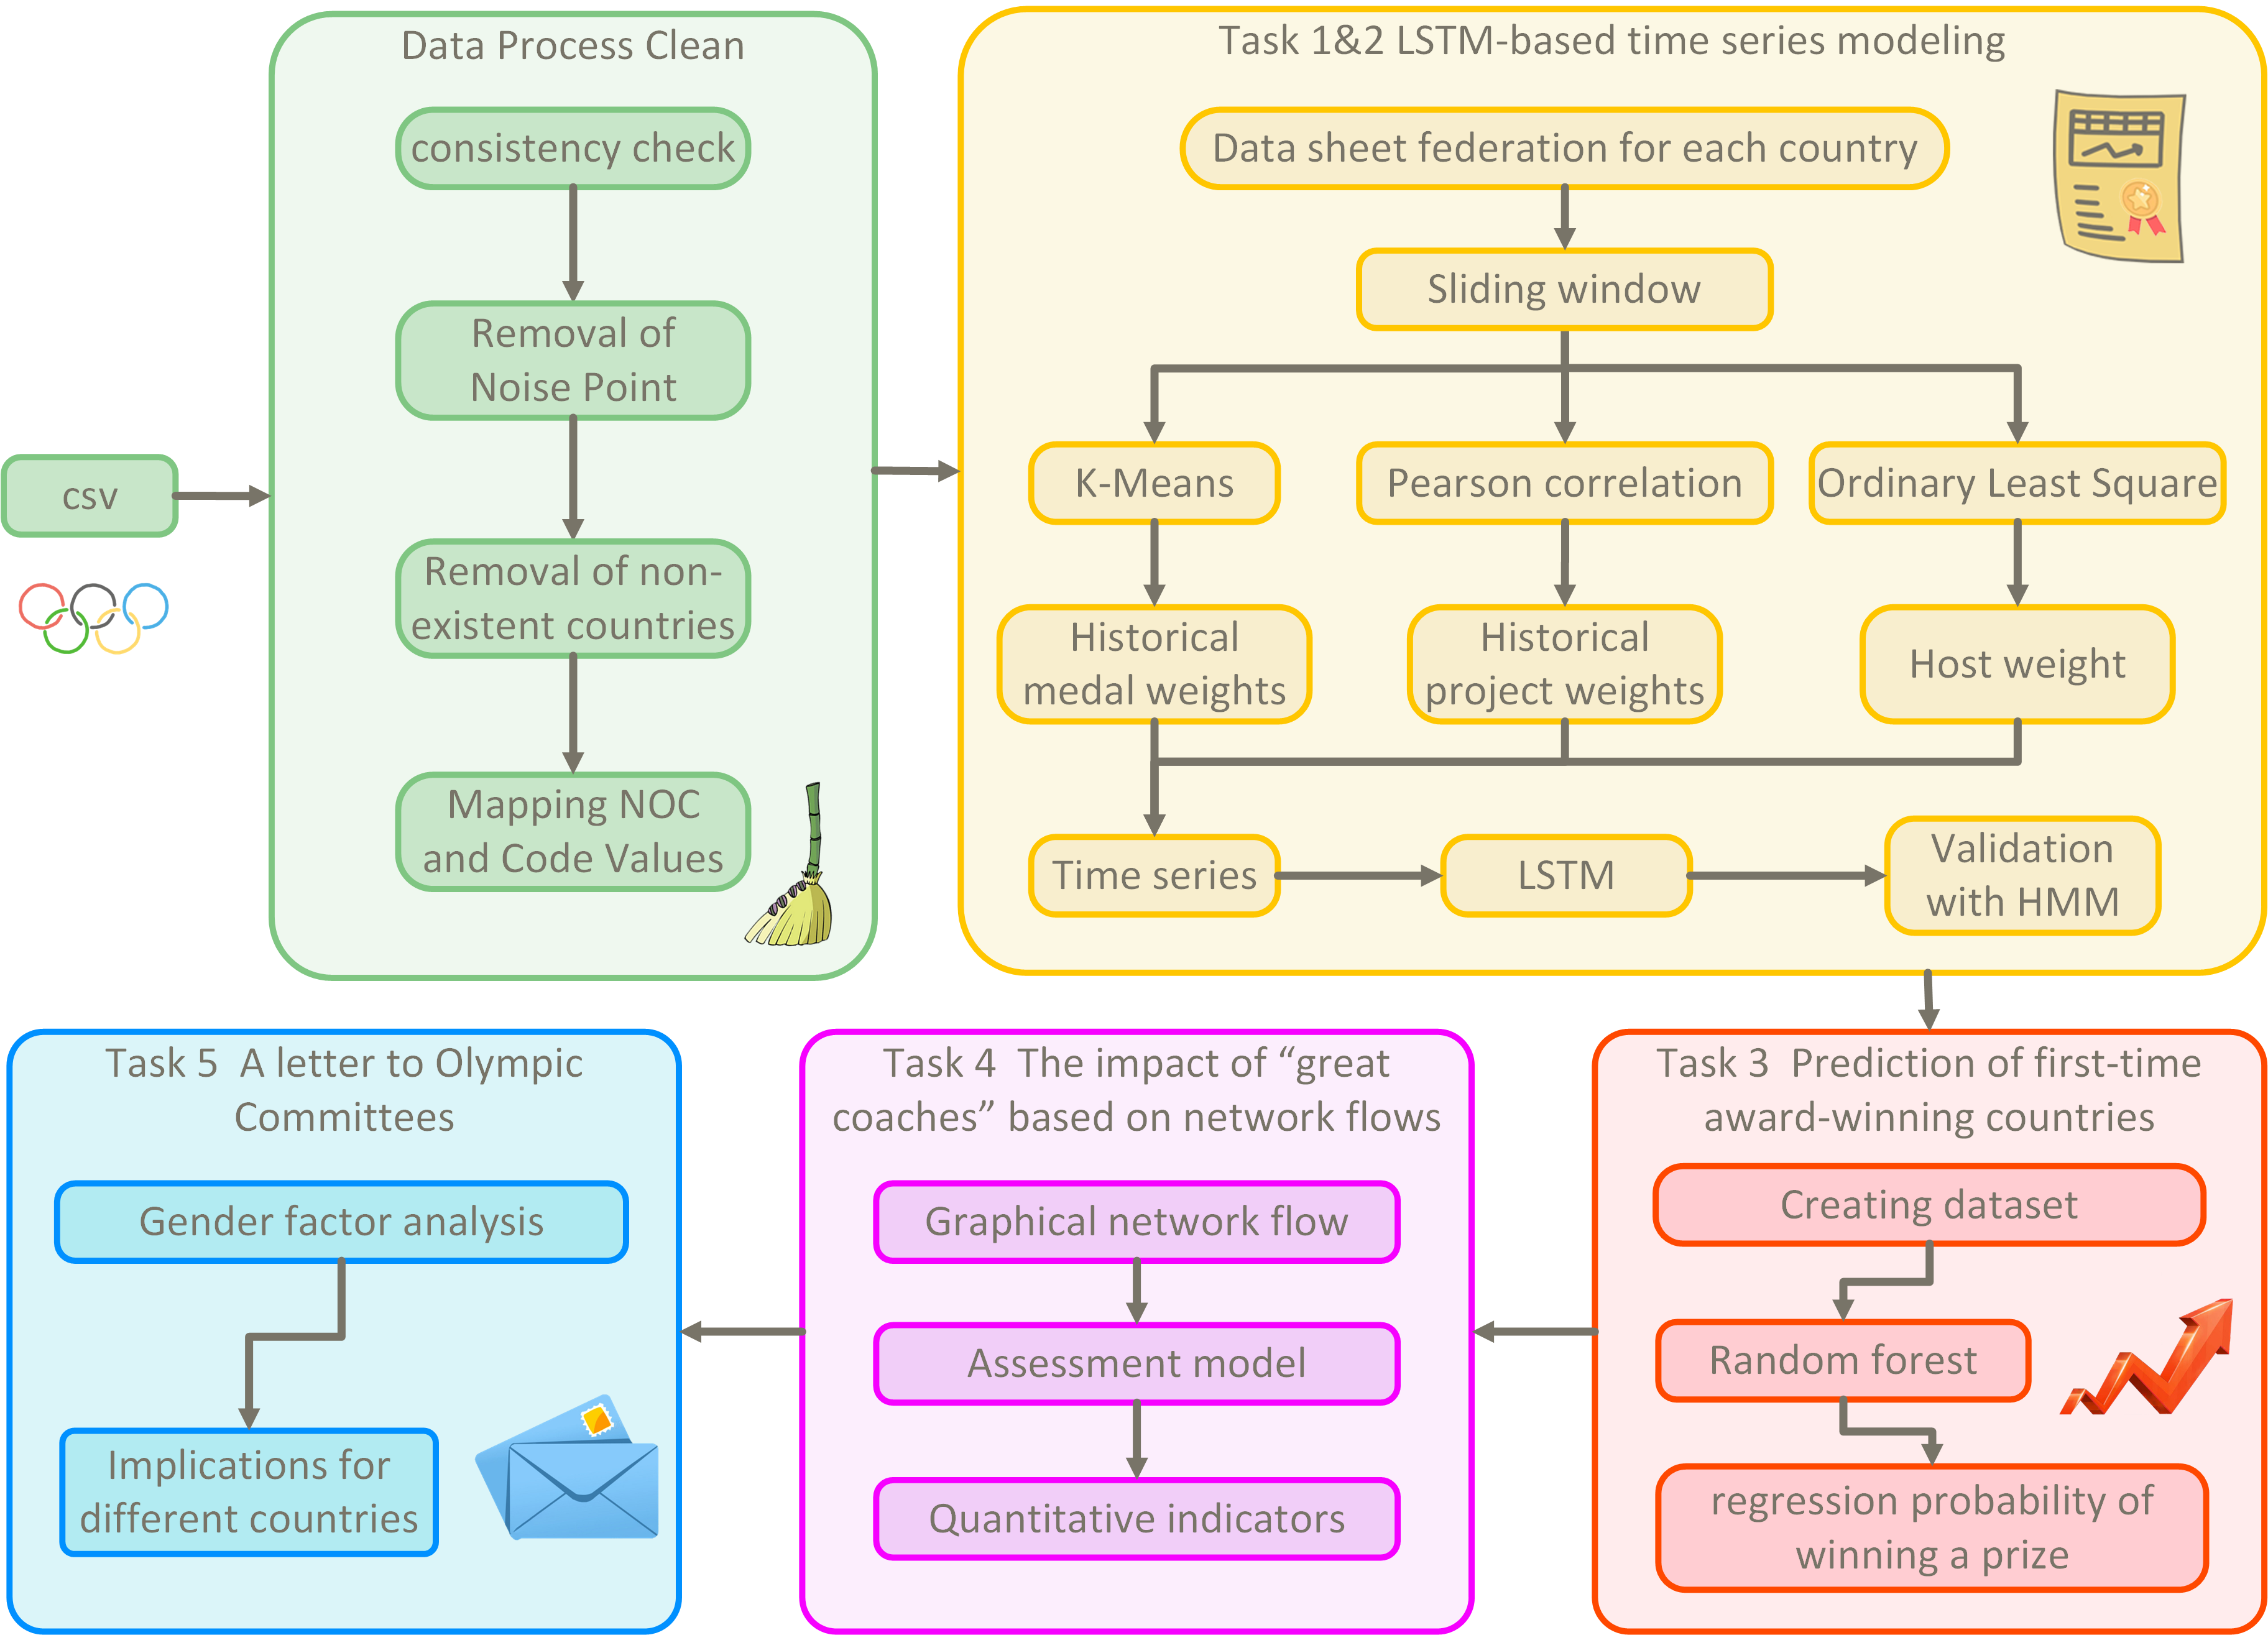 csv
Data Process Clean
consistency check
Removal of
Noise Point
Removal of non-
existent countries
Mapping NOC
and Code Values
Task 1&2 LSTM-based time series modeling
Data sheet federation for each country
Sliding window
K-Means
Pearson correlation
Ordinary Least Square
Historical
medal weights
Historical
project weights
Host weight
Time series
LSTM
Validation
with HMM
Task 3  Prediction of first-time
award-winning countries
Creating dataset
Random forest
regression probability of
winning a prize
Task 4  The impact of “great
coaches” based on network flows
Graphical network flow
Assessment model
Quantitative indicators
Task 5  A letter to Olympic
Committees
Gender factor analysis
Implications for
different countries